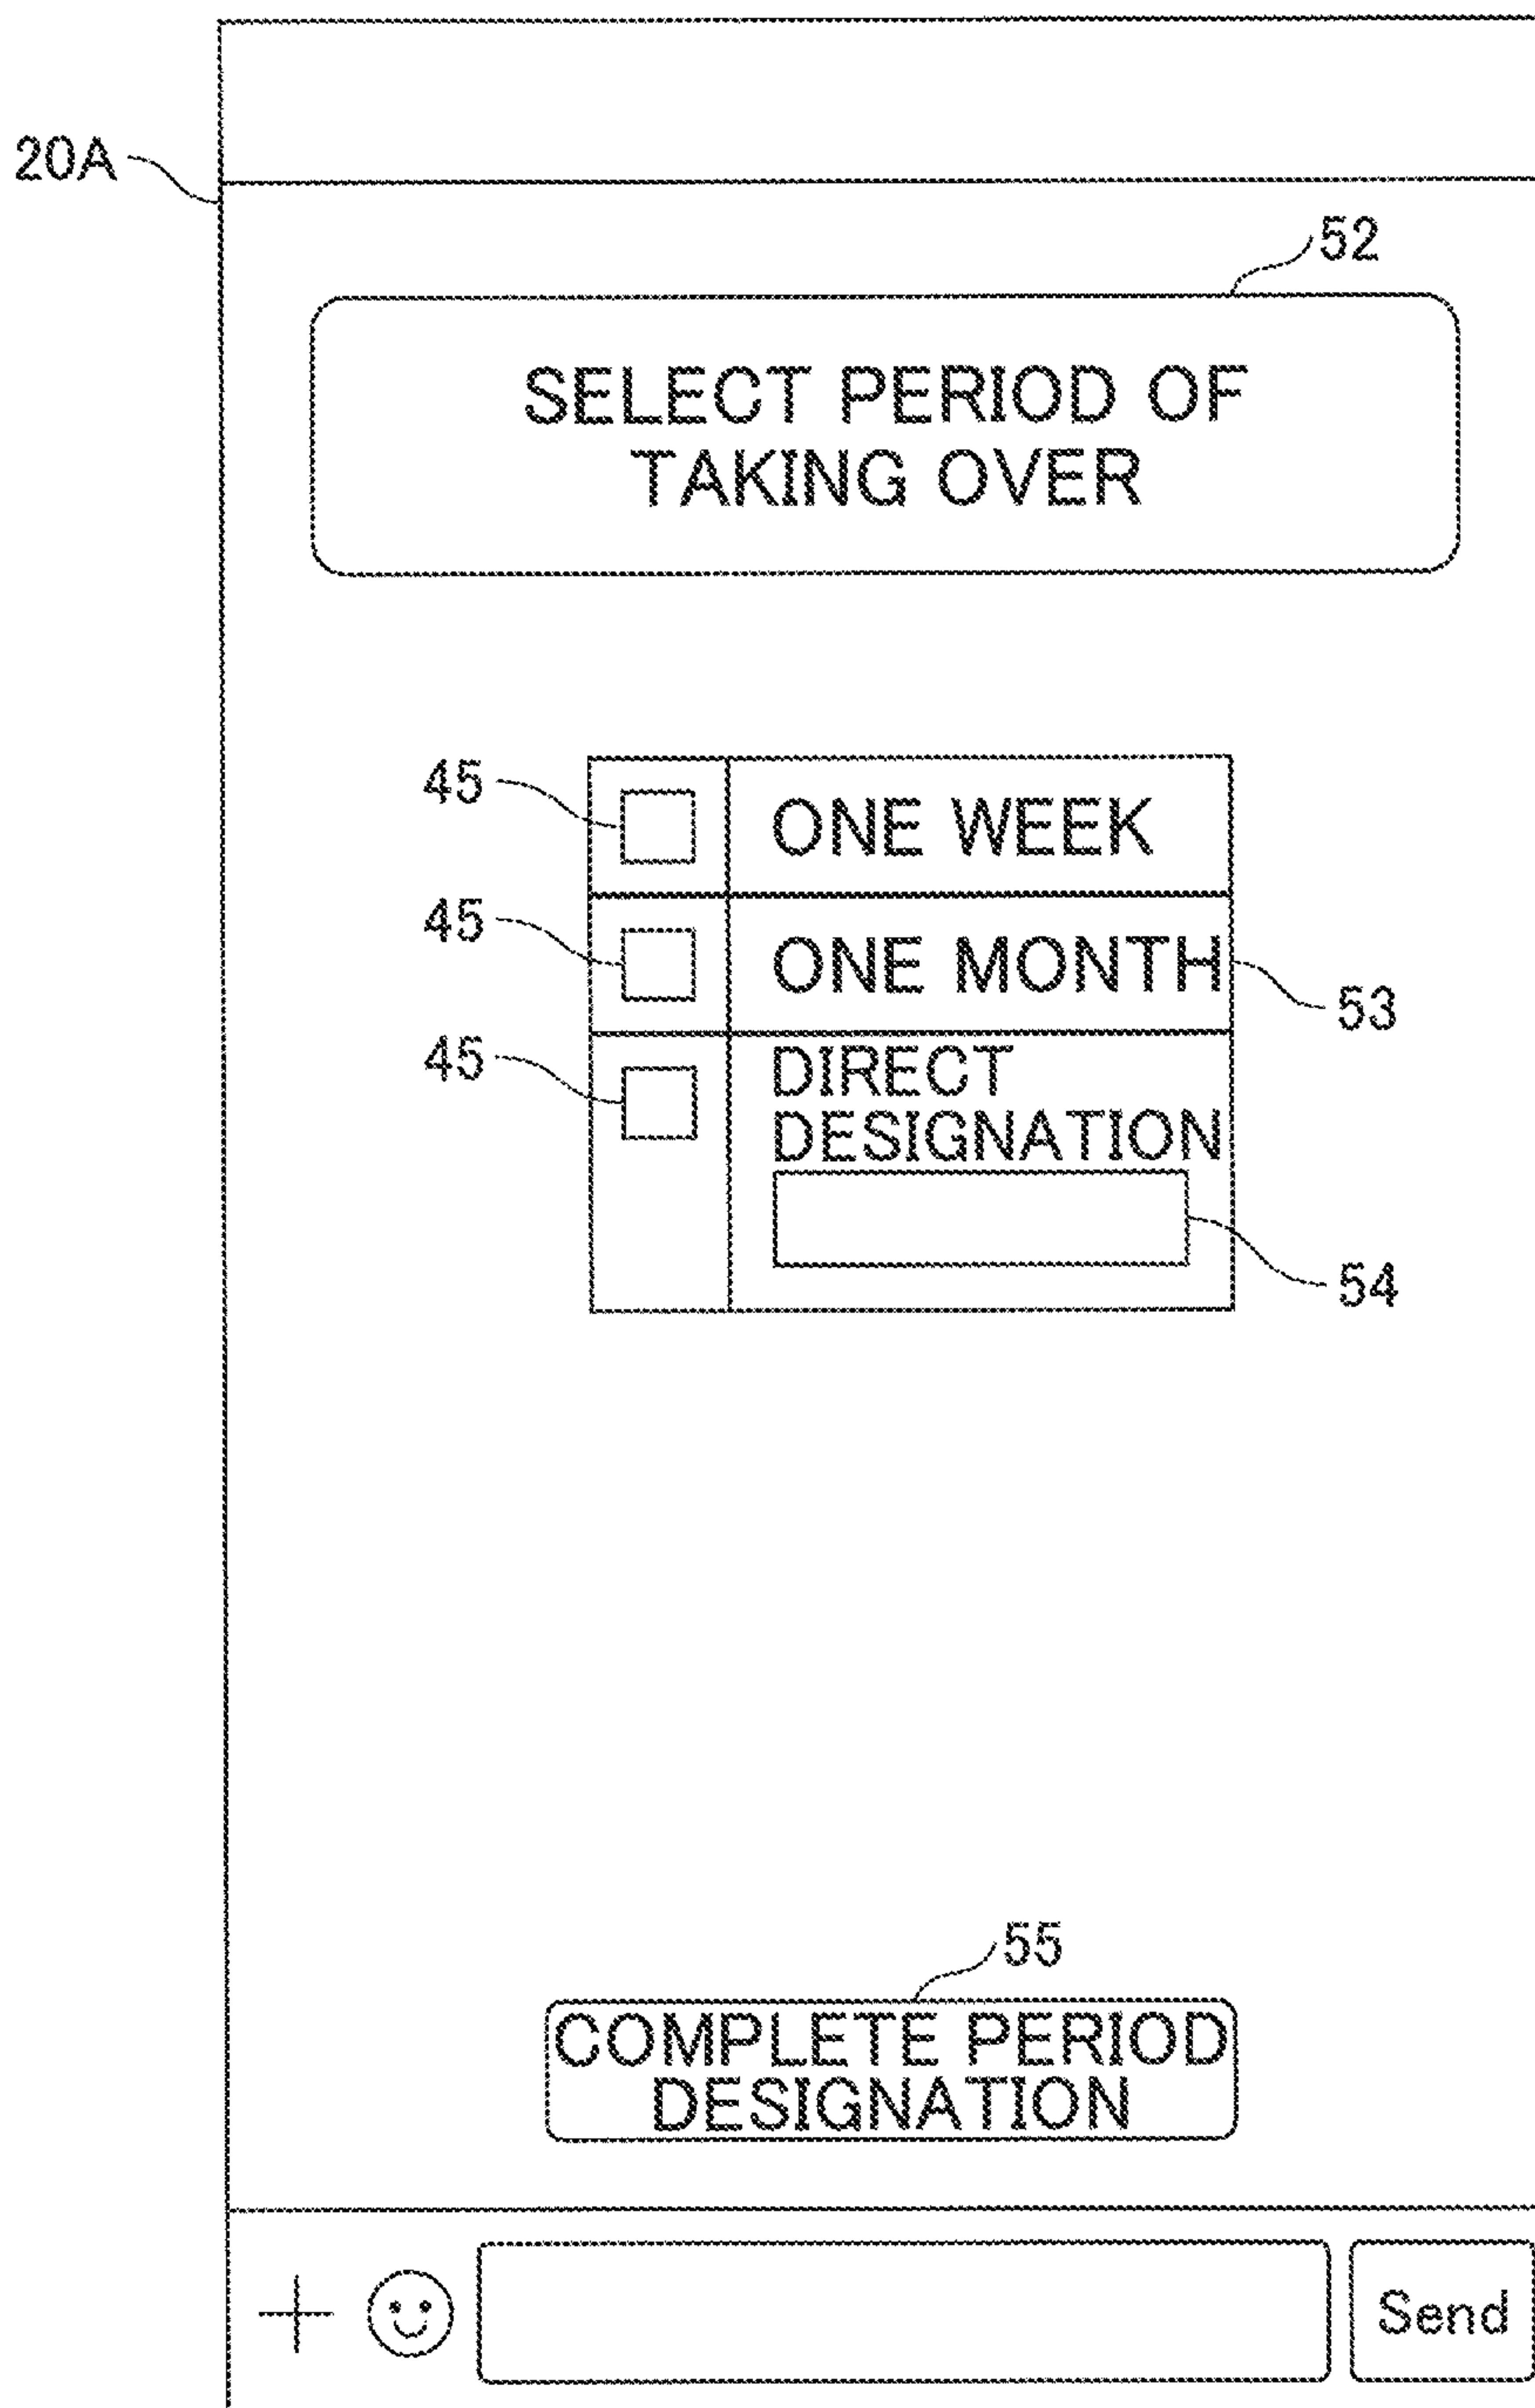 20A
52
SELECT PERIOD OF
TAKING OVER
45
ONE WEEK
45
ONE MONTH
53
45
DIRECT
DESIGNATION
54
55
COMPLETE PERIOD
DESIGNATION
Send